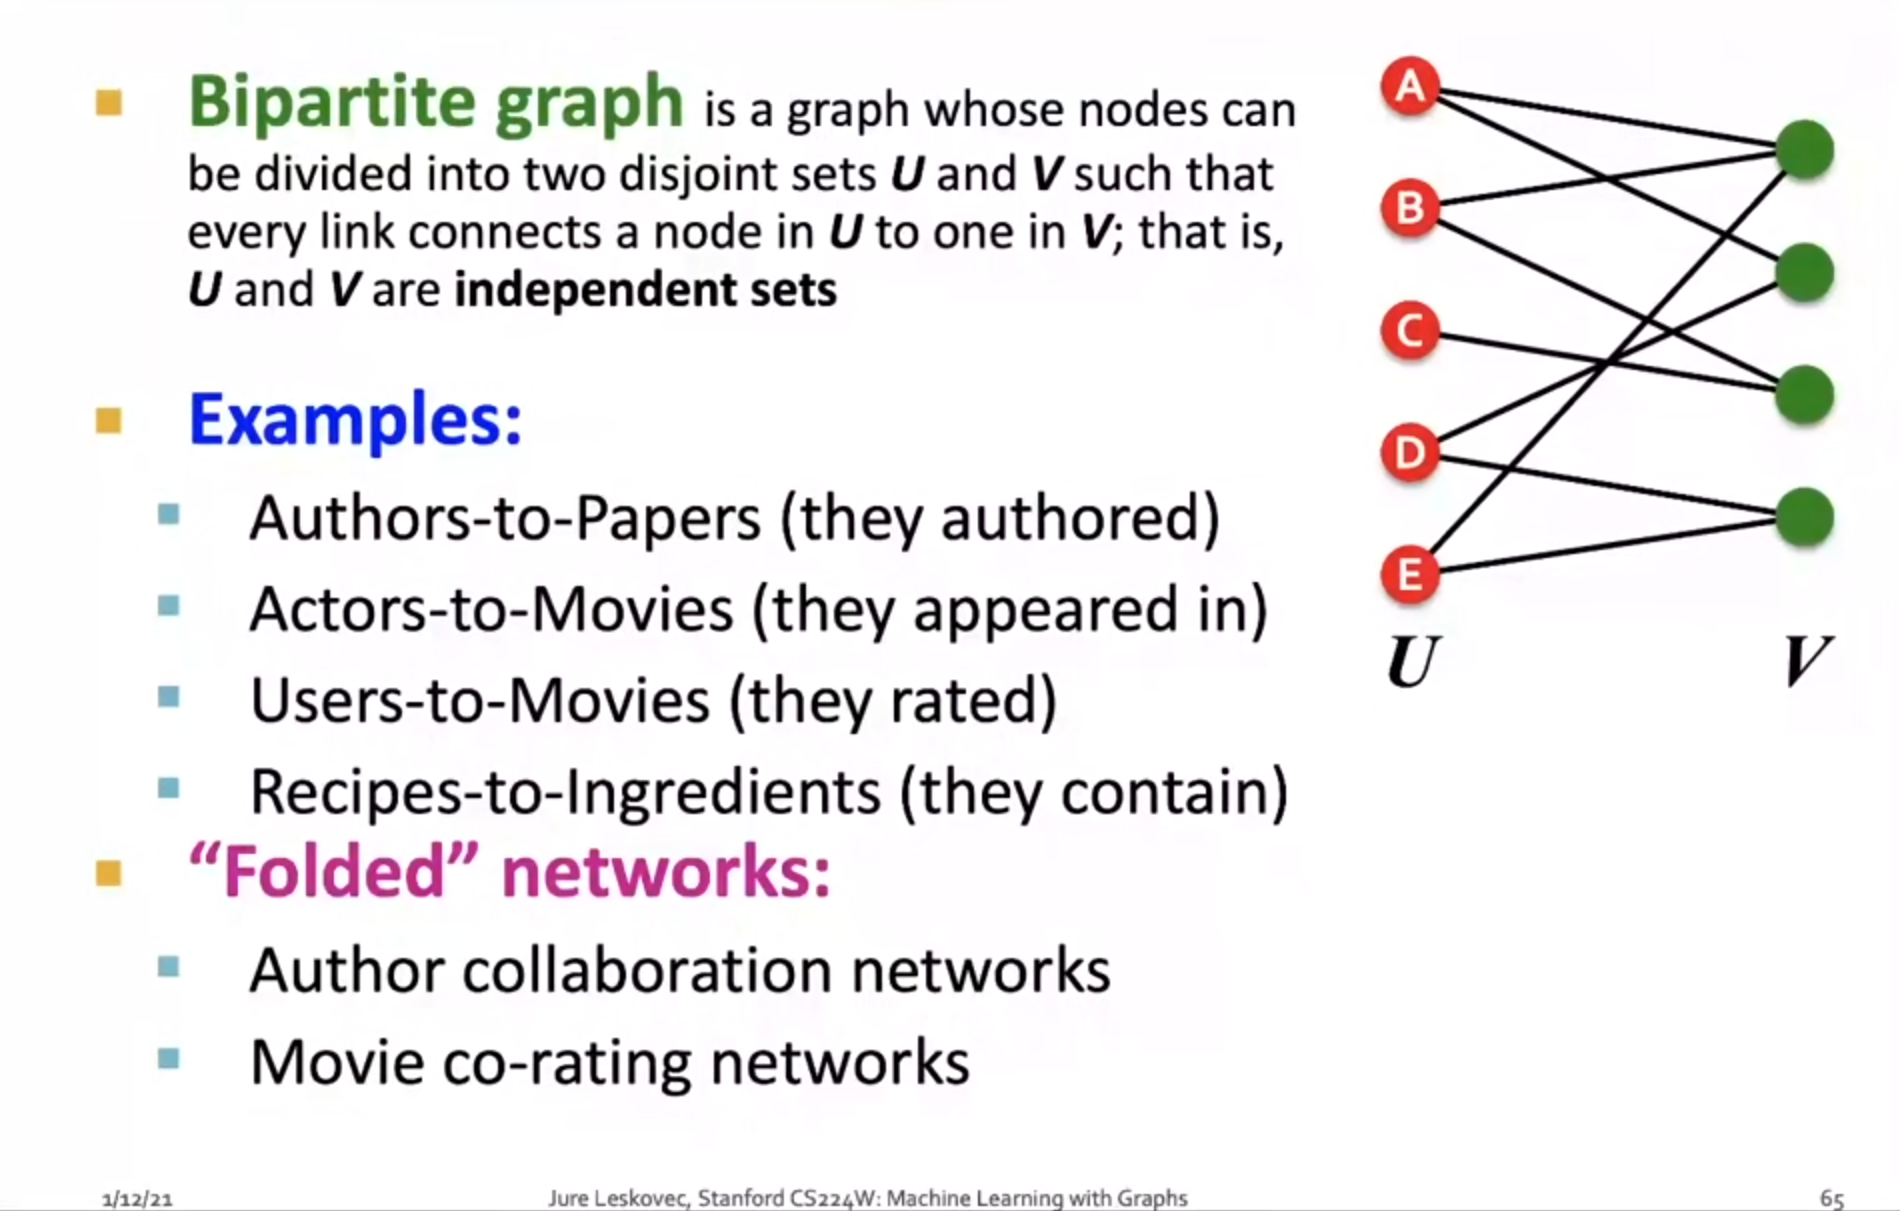 Bipartite graph is a graph whose nodes can
be divided into two disjoint sets U and V such that
every link connects a node in U to one in V; that is,
U and V are independent sets
Examples:
Authors-to-Papers (they authored)
Actors-to-Movies (they appeared in)
Users-to-Movies (they rated)
Recipes-to-Ingredients (they contain)
“Folded” networks:
Author collaboration networks
Movie co-rating networks
A
B
C
D
E
U V
1/12/21 Jure Leskovec, Stanford CS224W: Machine Learning with Graphs 65